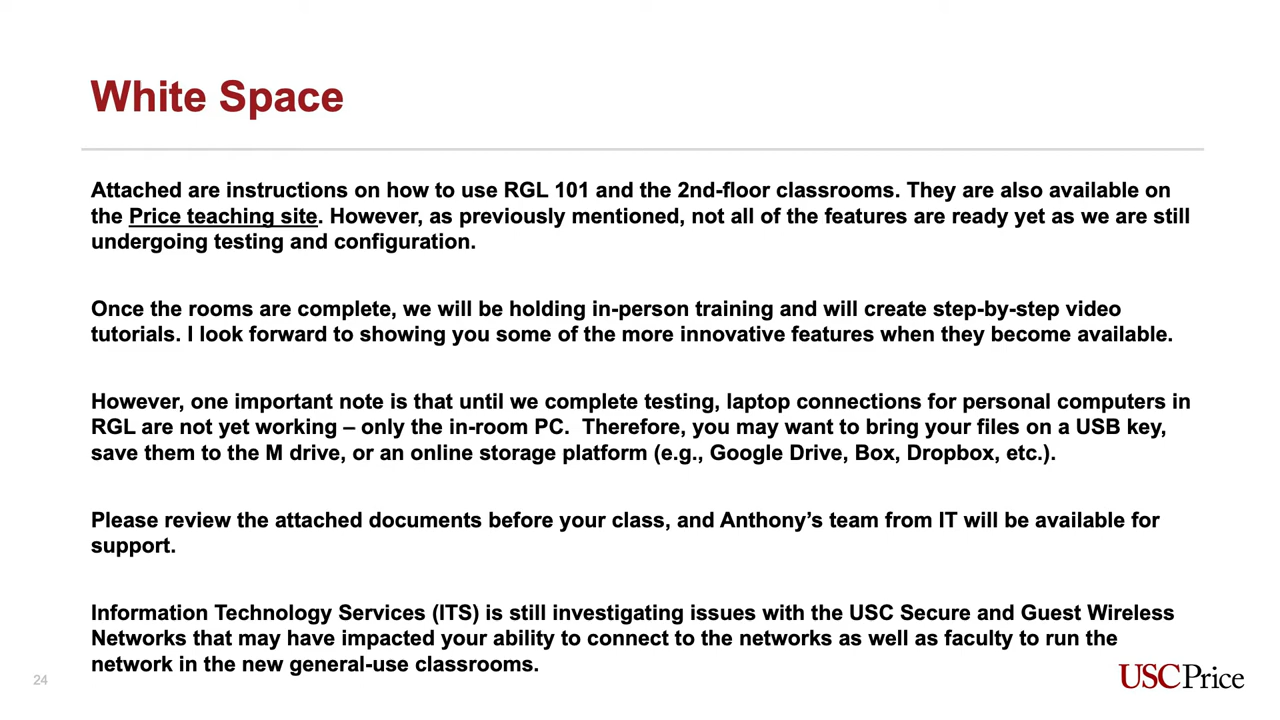 White Space
Attached are instructions on how to use RGL 101 and the 2nd-floor classrooms. They are also available on
the Price teaching site. However, as previously mentioned, not all of the features are ready yet as we are still
undergoing testing and configuration.
Once the rooms are complete, we will be holding in-person training and will create step-by-step video
tutorials. I look forward to showing you some of the more innovative features when they become available.
However, one important note is that until we complete testing, laptop connections for personal computers in
RGL are not yet working – only the in-room PC.  Therefore, you may want to bring your files on a USB key,
save them to the M drive, or an online storage platform (e.g., Google Drive, Box, Dropbox, etc.).
Please review the attached documents before your class, and Anthony’s team from IT will be available for
support.
Information Technology Services (ITS) is still investigating issues with the USC Secure and Guest Wireless
Networks that may have impacted your ability to connect to the networks as well as faculty to run the
network in the new general-use classrooms.
24
USC Price